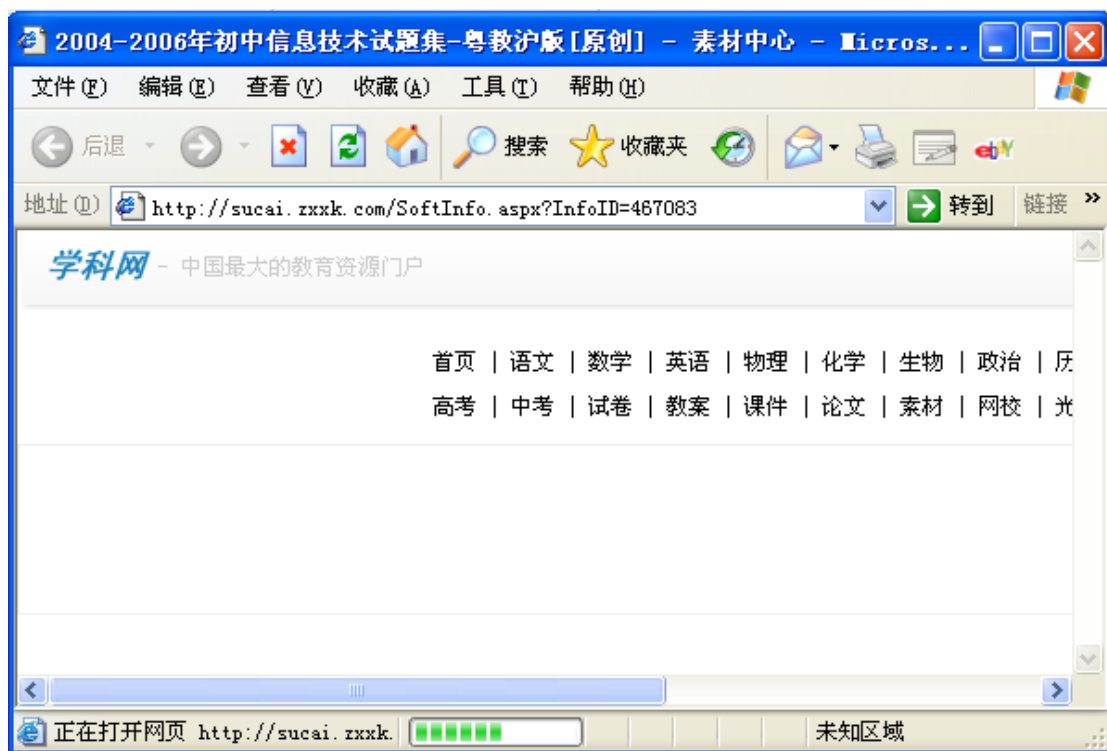 2004-2006年初中信息技术试题集-粤教沪版[原创] - 素材中心 - Micros...
文件(F) 编辑(E) 查看(V) 收藏(A) 工具(T) 帮助(H)
后退 搜索 收藏夹 ebY
地址(D) http://sucai.zxxk.com/SoftInfo.aspx?InfoID=467083 转到 链接 »
学科网 - 中国最大的教育资源门户
首页 | 语文 | 数学 | 英语 | 物理 | 化学 | 生物 | 政治 | 历
高考 | 中考 | 试卷 | 教案 | 课件 | 论文 | 素材 | 网校 | 光
正在打开网页 http://sucai.zxxk. 未知区域